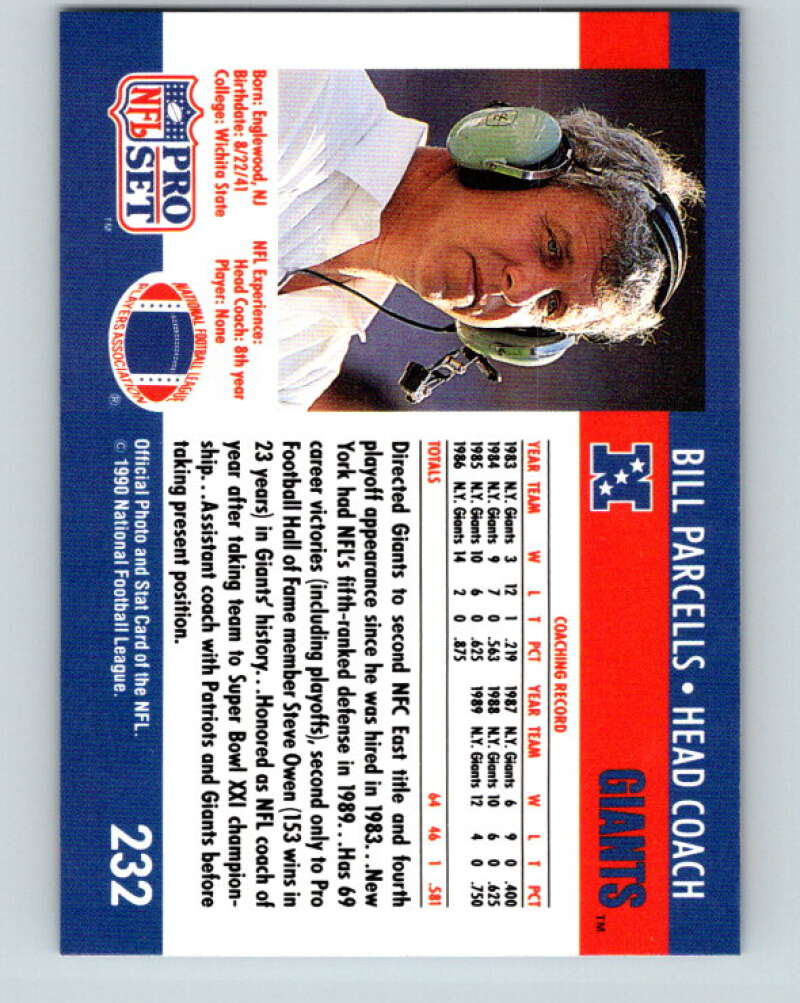 BILL PARCELLS • HEAD COACH
GIANTS™
COACHING RECORD
YEAR TEAM W L T PCT YEAR TEAM W L T PCT
1983 N.Y. Giants 3 12 1 .219 1987 N.Y. Giants 6 9 0 .400
1984 N.Y. Giants 9 7 0 .563 1988 N.Y. Giants 10 6 0 .625
1985 N.Y. Giants 10 6 0 .625 1989 N.Y. Giants 12 4 0 .750
1986 N.Y. Giants 14 2 0 .875
TOTALS 64 46 1 .581
Directed Giants to second NFC East title and fourth
playoff appearance since he was hired in 1983...New
York had NFL's fifth-ranked defense in 1989...Has 69
career victories (including playoffs), second only to Pro
Football Hall of Fame member Steve Owen (153 wins in
23 years) in Giants' history...Honored as NFL coach of
year after taking team to Super Bowl XXI champion-
ship...Assistant coach with Patriots and Giants before
taking present position.
Born: Englewood, NJ
Birthdate: 8/22/41
College: Wichita State
NFL Experience:
Head Coach: 8th year
Player: None
NFL PRO SET™
NATIONAL FOOTBALL LEAGUE
PLAYERS ASSOCIATION ®
Official Photo and Stat Card of the NFL.
© 1990 National Football League.
232